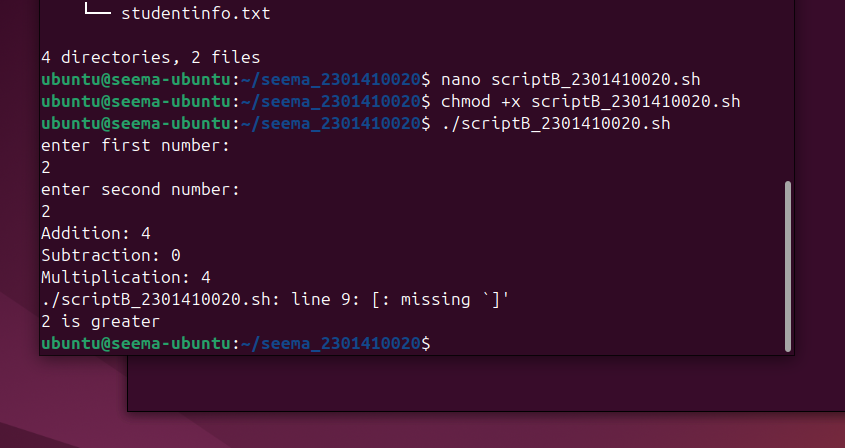 └── studentinfo.txt
4 directories, 2 files
ubuntu@seema-ubuntu:~/seema_2301410020$ nano scriptB_2301410020.sh
ubuntu@seema-ubuntu:~/seema_2301410020$ chmod +x scriptB_2301410020.sh
ubuntu@seema-ubuntu:~/seema_2301410020$ ./scriptB_2301410020.sh
enter first number:
2
enter second number:
2
Addition: 4
Subtraction: 0
Multiplication: 4
./scriptB_2301410020.sh: line 9: [: missing `]'
2 is greater
ubuntu@seema-ubuntu:~/seema_2301410020$